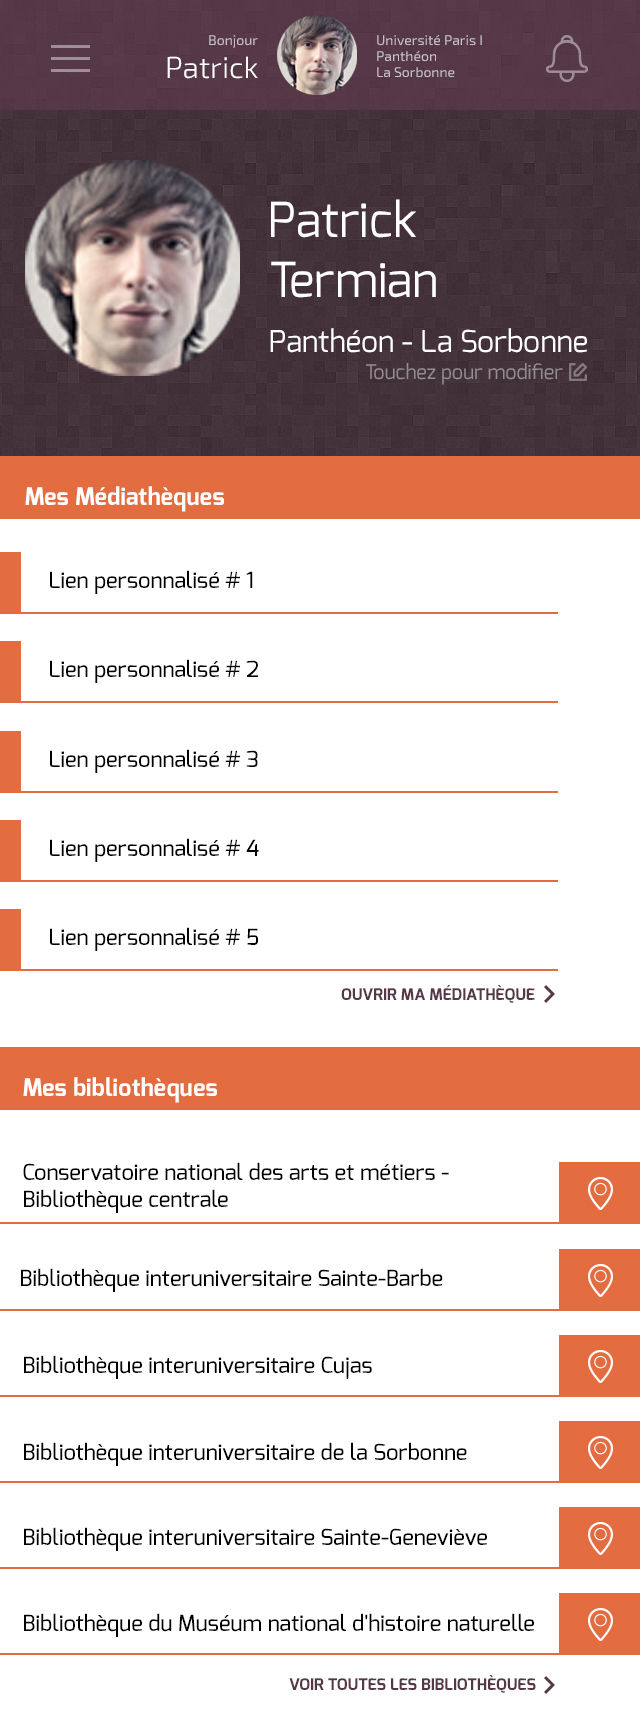 Bonjour
Patrick
Université Paris I
Panthéon
La Sorbonne
Patrick
Termian
Panthéon - La Sorbonne
Touchez pour modifier
Mes Médiathèques
Lien personnalisé # 1
Lien personnalisé # 2
Lien personnalisé # 3
Lien personnalisé # 4
Lien personnalisé # 5
OUVRIR MA MÉDIATHÈQUE
Mes bibliothèques
Conservatoire national des arts et métiers -
Bibliothèque centrale
Bibliothèque interuniversitaire Sainte-Barbe
Bibliothèque interuniversitaire Cujas
Bibliothèque interuniversitaire de la Sorbonne
Bibliothèque interuniversitaire Sainte-Geneviève
Bibliothèque du Muséum national d'histoire naturelle
VOIR TOUTES LES BIBLIOTHÈQUES